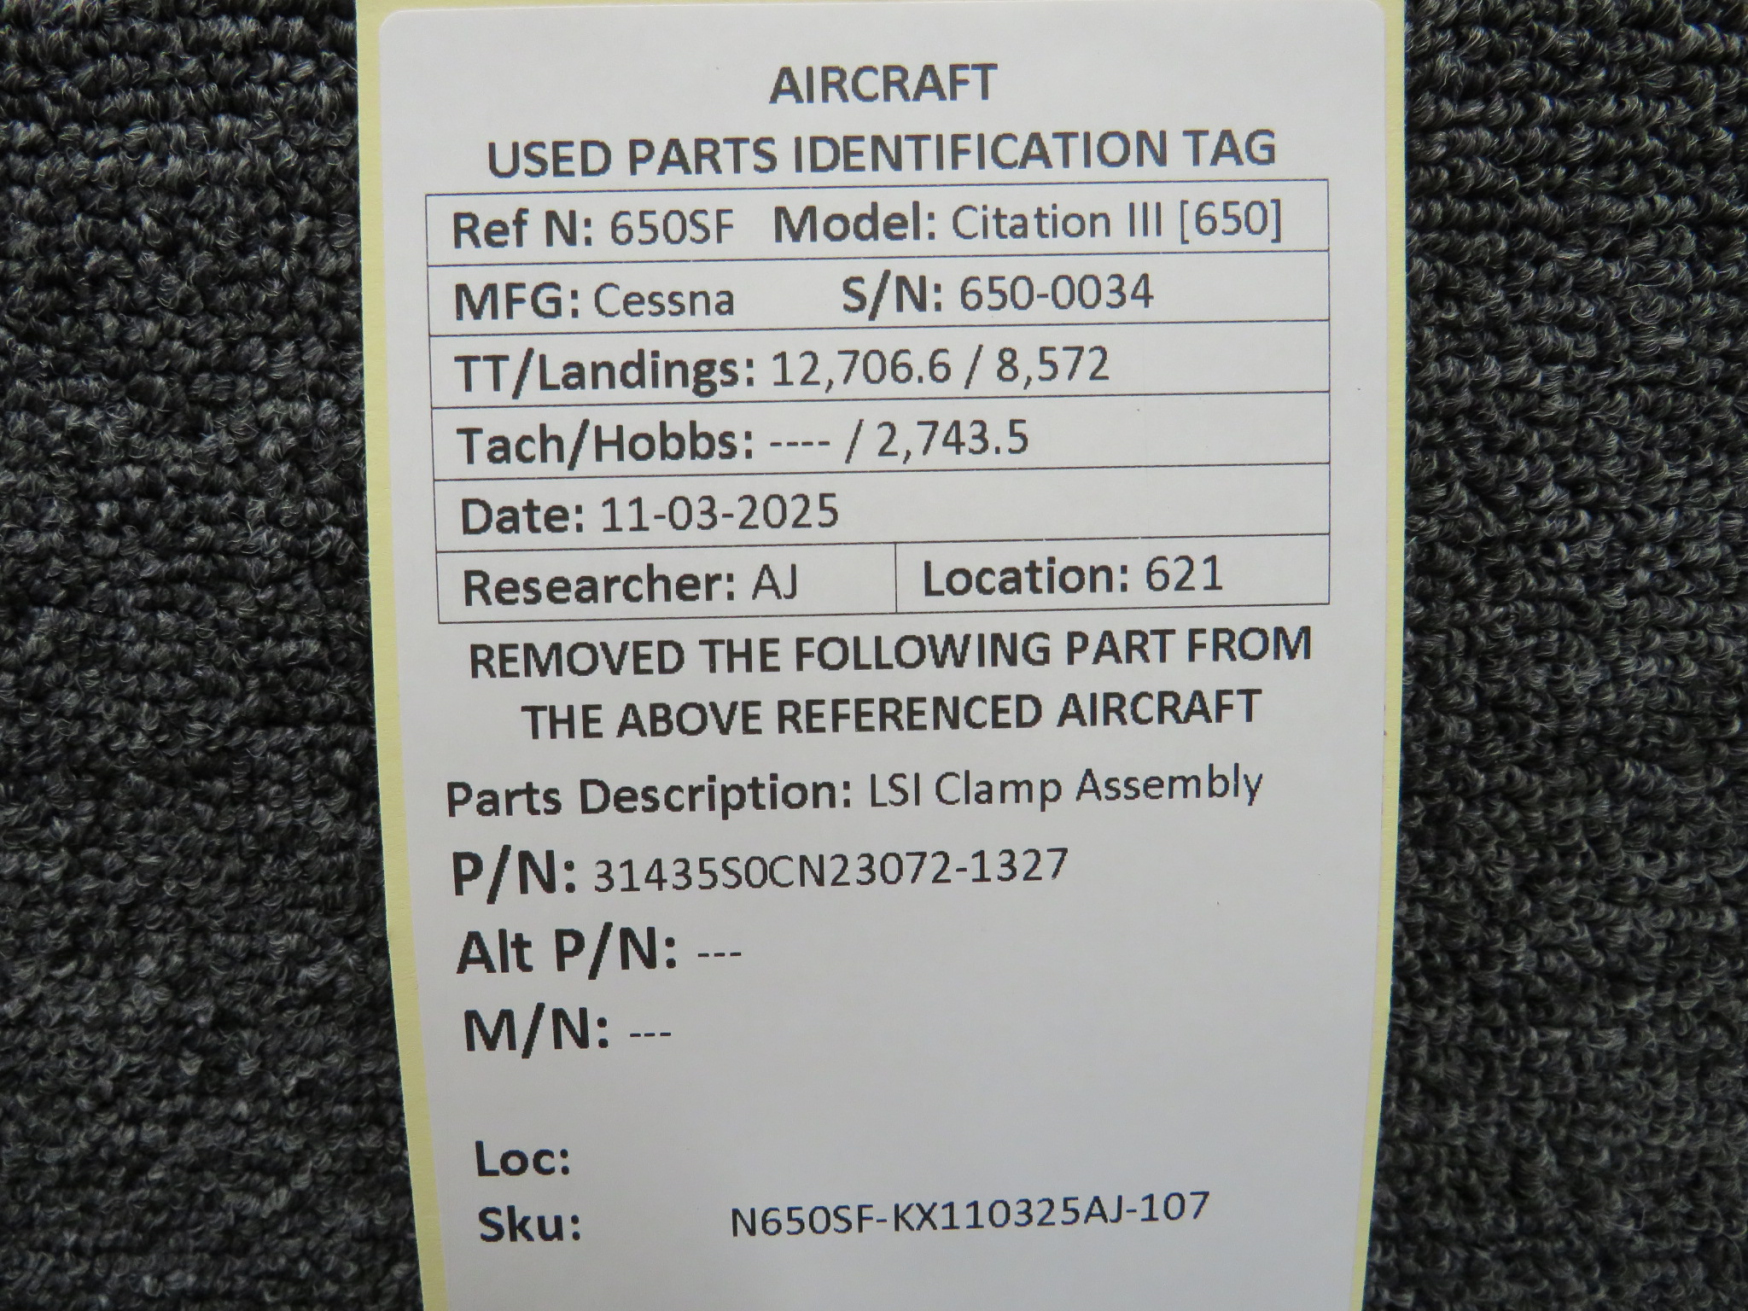 AIRCRAFT
USED PARTS IDENTIFICATION TAG
Ref N: 650SF Model: Citation III [650]
MFG: Cessna S/N: 650-0034
TT/Landings: 12,706.6 / 8,572
Tach/Hobbs: ---- / 2,743.5
Date: 11-03-2025
Researcher: AJ Location: 621
REMOVED THE FOLLOWING PART FROM
THE ABOVE REFERENCED AIRCRAFT
Parts Description: LSI Clamp Assembly
P/N: 31435S0CN23072-1327
Alt P/N: ---
M/N: ---
Loc:
Sku: N650SF-KX110325AJ-107